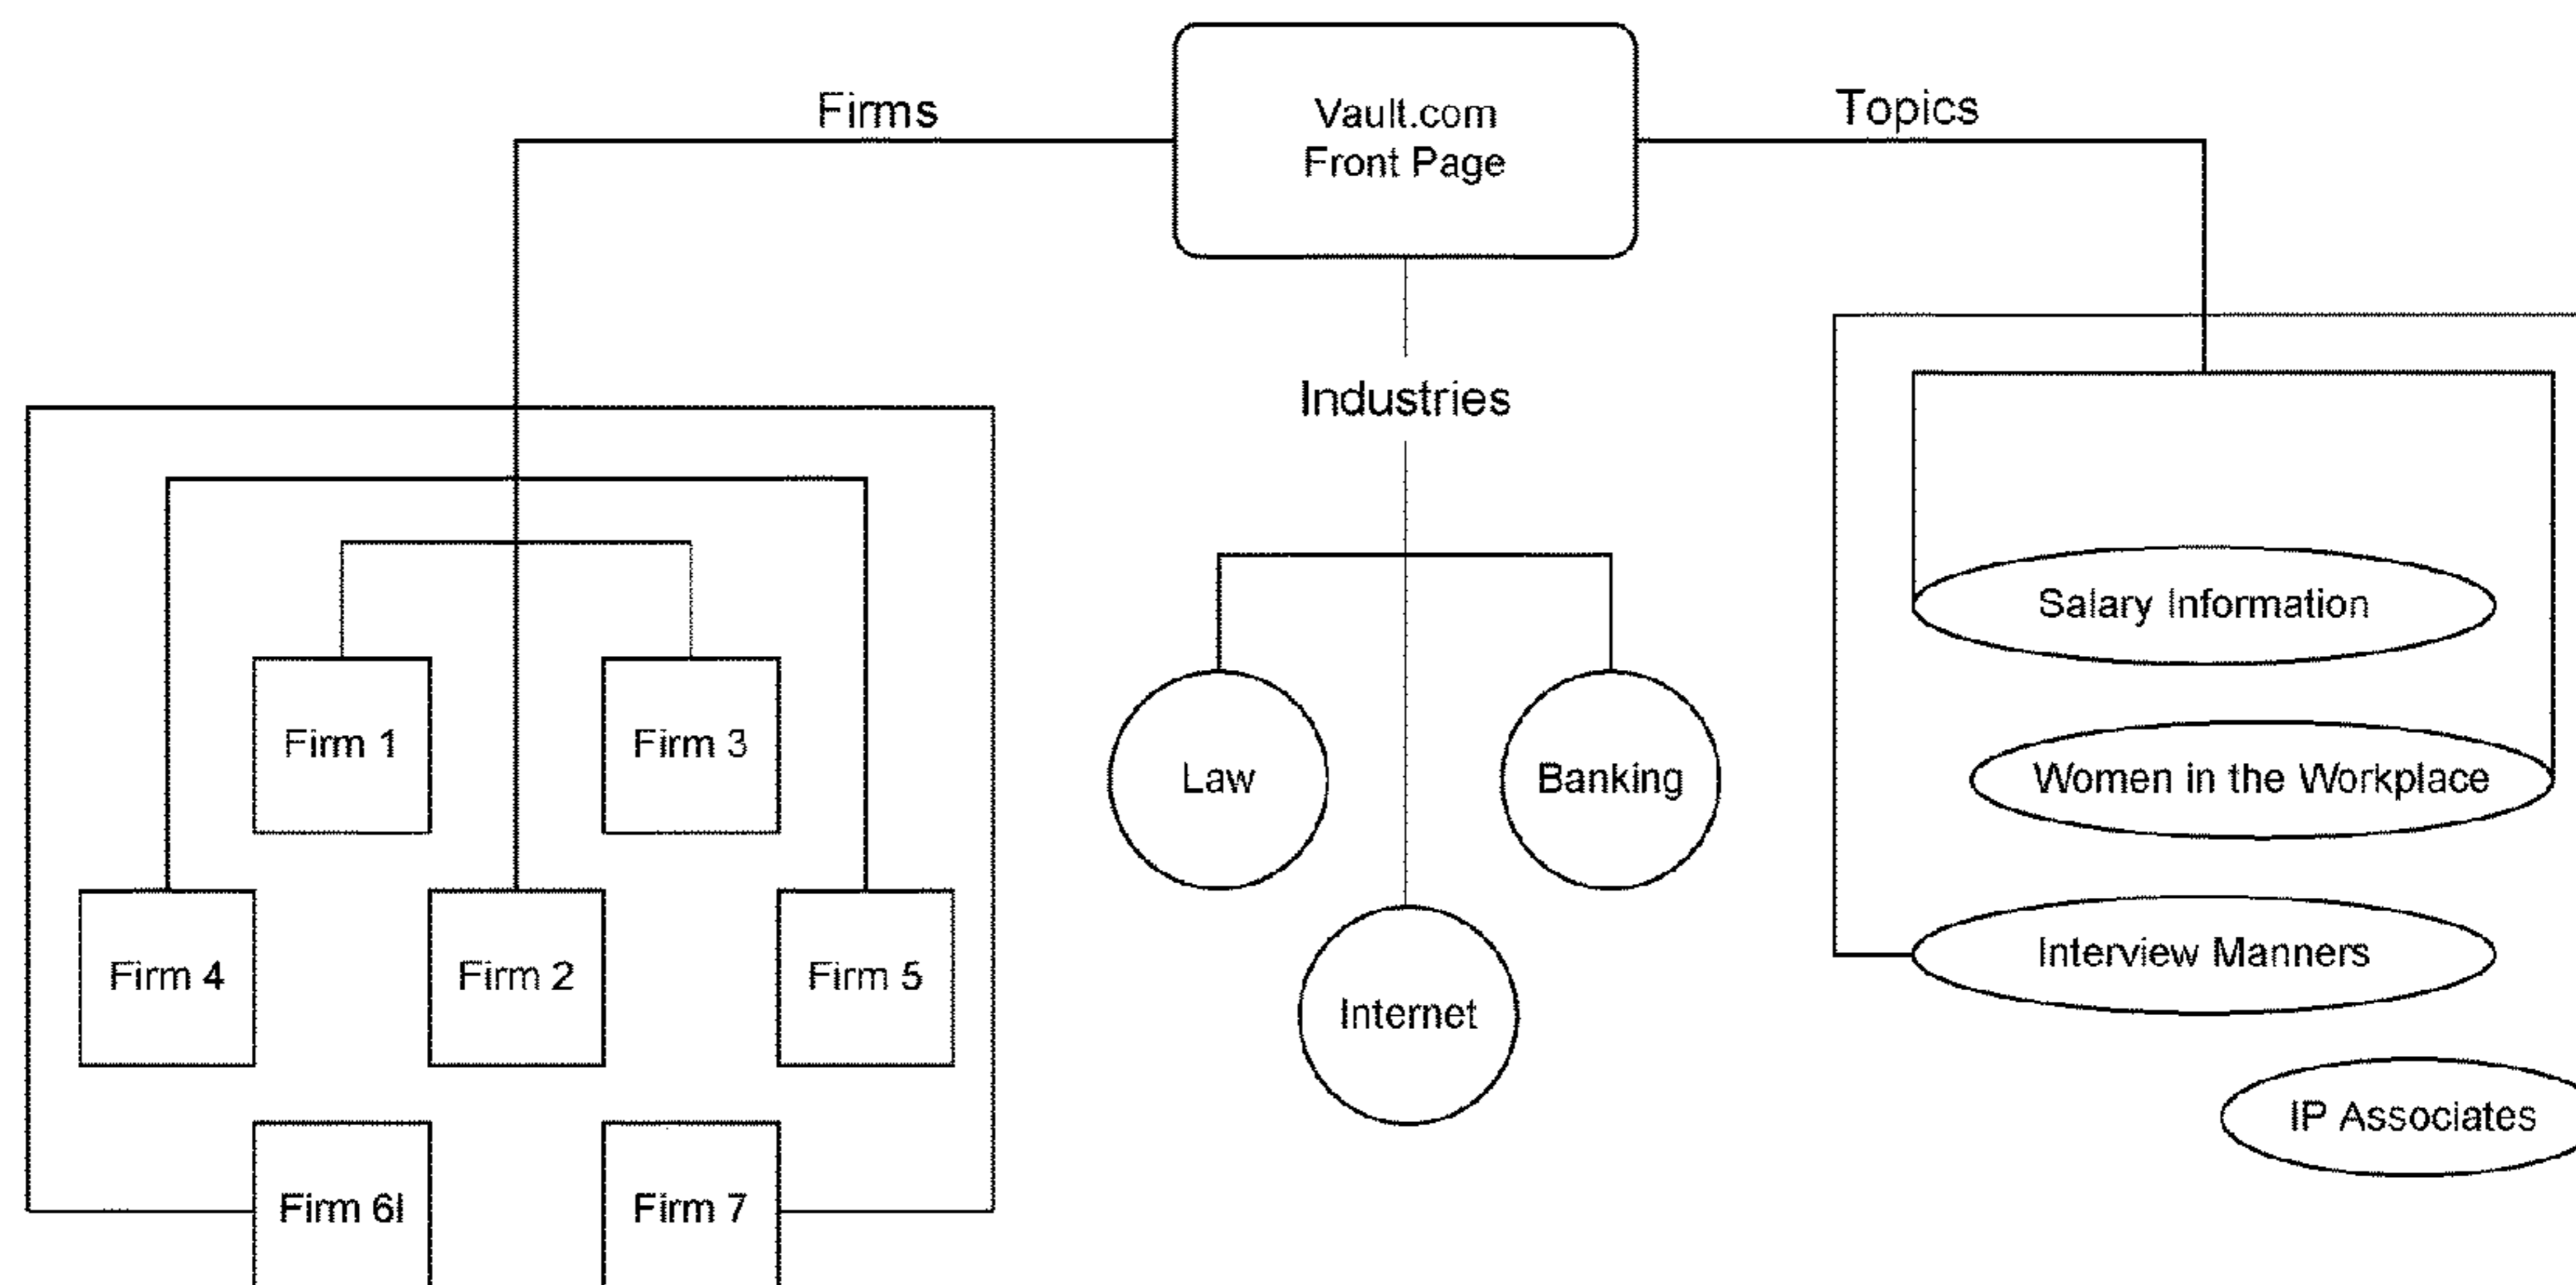 Firms
Vault.com
Front Page
Topics
Industries
Salary Information
Firm 1
Firm 3
Law
Banking
Women in the Workplace
Firm 4
Firm 2
Firm 5
Internet
Interview Manners
IP Associates
Firm 6l
Firm 7